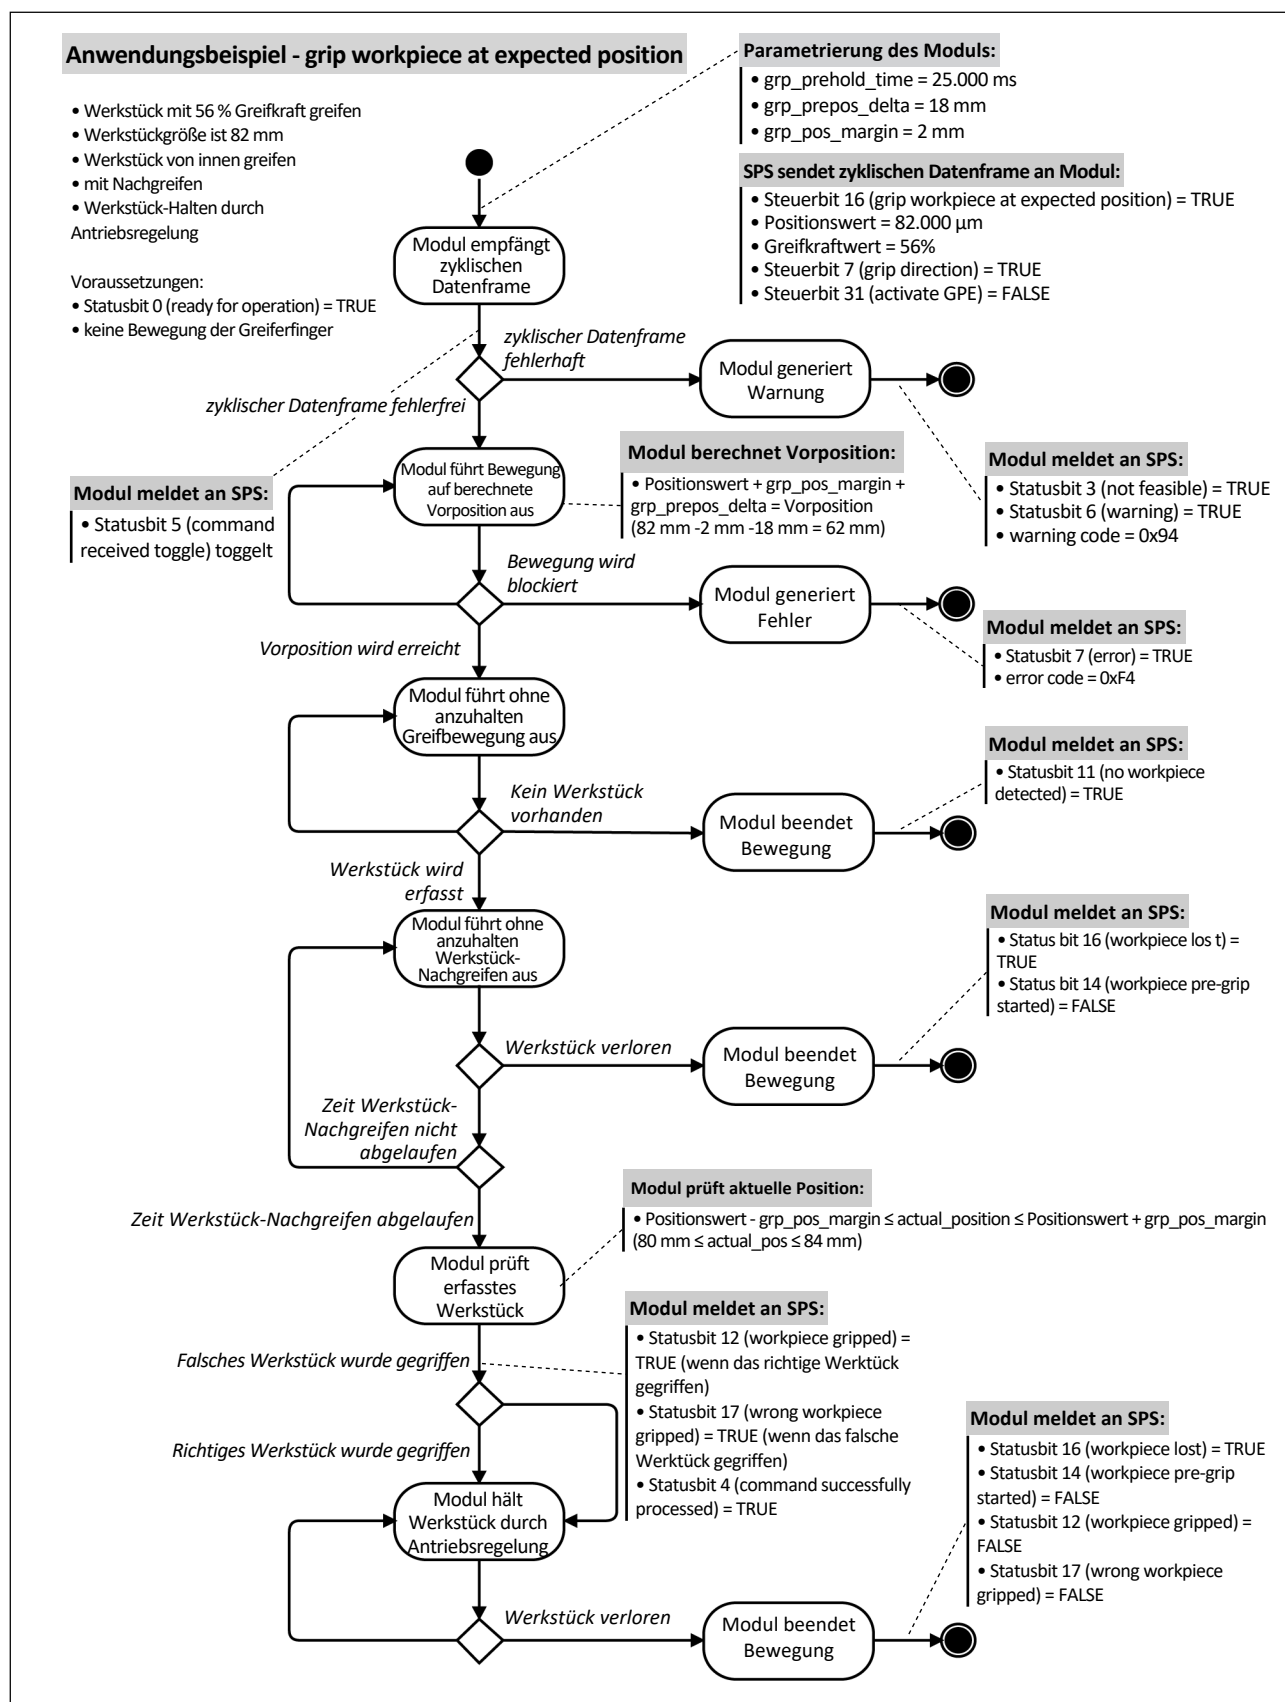 Anwendungsbeispiel - grip workpiece at expected position
• Werkstück mit 56 % Greifkraft greifen
• Werkstückgröße ist 82 mm
• Werkstück von innen greifen
• mit Nachgreifen
• Werkstück-Halten durch
Antriebsregelung
Voraussetzungen:
• Statusbit 0 (ready for operation) = TRUE
• keine Bewegung der Greiferfinger
Parametrierung des Moduls:
• grp_prehold_time = 25.000 ms
• grp_prepos_delta = 18 mm
• grp_pos_margin = 2 mm
SPS sendet zyklischen Datenframe an Modul:
• Steuerbit 16 (grip workpiece at expected position) = TRUE
• Positionswert = 82.000 µm
• Greifkraftwert = 56%
• Steuerbit 7 (grip direction) = TRUE
• Steuerbit 31 (activate GPE) = FALSE
Modul empfängt
zyklischen
Datenframe
zyklischer Datenframe
fehlerhaft
Modul generiert
Warnung
zyklischer Datenframe fehlerfrei
Modul meldet an SPS:
• Statusbit 3 (not feasible) = TRUE
• Statusbit 6 (warning) = TRUE
• warning code = 0x94
Modul meldet an SPS:
• Statusbit 5 (command
received toggle) toggelt
Modul führt Bewegung
auf berechnete
Vorposition aus
Modul berechnet Vorposition:
• Positionswert + grp_pos_margin +
grp_prepos_delta = Vorposition
(82 mm -2 mm -18 mm = 62 mm)
Bewegung wird
blockiert
Modul generiert
Fehler
Modul meldet an SPS:
• Statusbit 7 (error) = TRUE
• error code = 0xF4
Vorposition wird erreicht
Modul führt ohne
anzuhalten
Greifbewegung aus
Kein Werkstück
vorhanden
Modul beendet
Bewegung
Modul meldet an SPS:
• Statusbit 11 (no workpiece
detected) = TRUE
Werkstück wird
erfasst
Modul führt ohne
anzuhalten
Werkstück-
Nachgreifen aus
Modul meldet an SPS:
• Status bit 16 (workpiece los t) =
TRUE
• Status bit 14 (workpiece pre-grip
started) = FALSE
Werkstück verloren
Modul beendet
Bewegung
Zeit Werkstück-
Nachgreifen nicht
abgelaufen
Zeit Werkstück-Nachgreifen abgelaufen
Modul prüft aktuelle Position:
• Positionswert - grp_pos_margin ≤ actual_position ≤ Positionswert + grp_pos_margin
(80 mm ≤ actual_pos ≤ 84 mm)
Modul prüft
erfasstes
Werkstück
Modul meldet an SPS:
• Statusbit 12 (workpiece gripped) =
TRUE (wenn das richtige Werktück
gegriffen)
• Statusbit 17 (wrong workpiece
gripped) = TRUE (wenn das falsche
Werktück gegriffen)
• Statusbit 4 (command successfully
processed) = TRUE
Falsches Werkstück wurde gegriffen
Richtiges Werkstück wurde gegriffen
Modul hält
Werkstück durch
Antriebsregelung
Modul meldet an SPS:
• Statusbit 16 (workpiece lost) = TRUE
• Statusbit 14 (workpiece pre-grip
started) = FALSE
• Statusbit 12 (workpiece gripped) =
FALSE
• Statusbit 17 (wrong workpiece
gripped) = FALSE
Werkstück verloren
Modul beendet
Bewegung